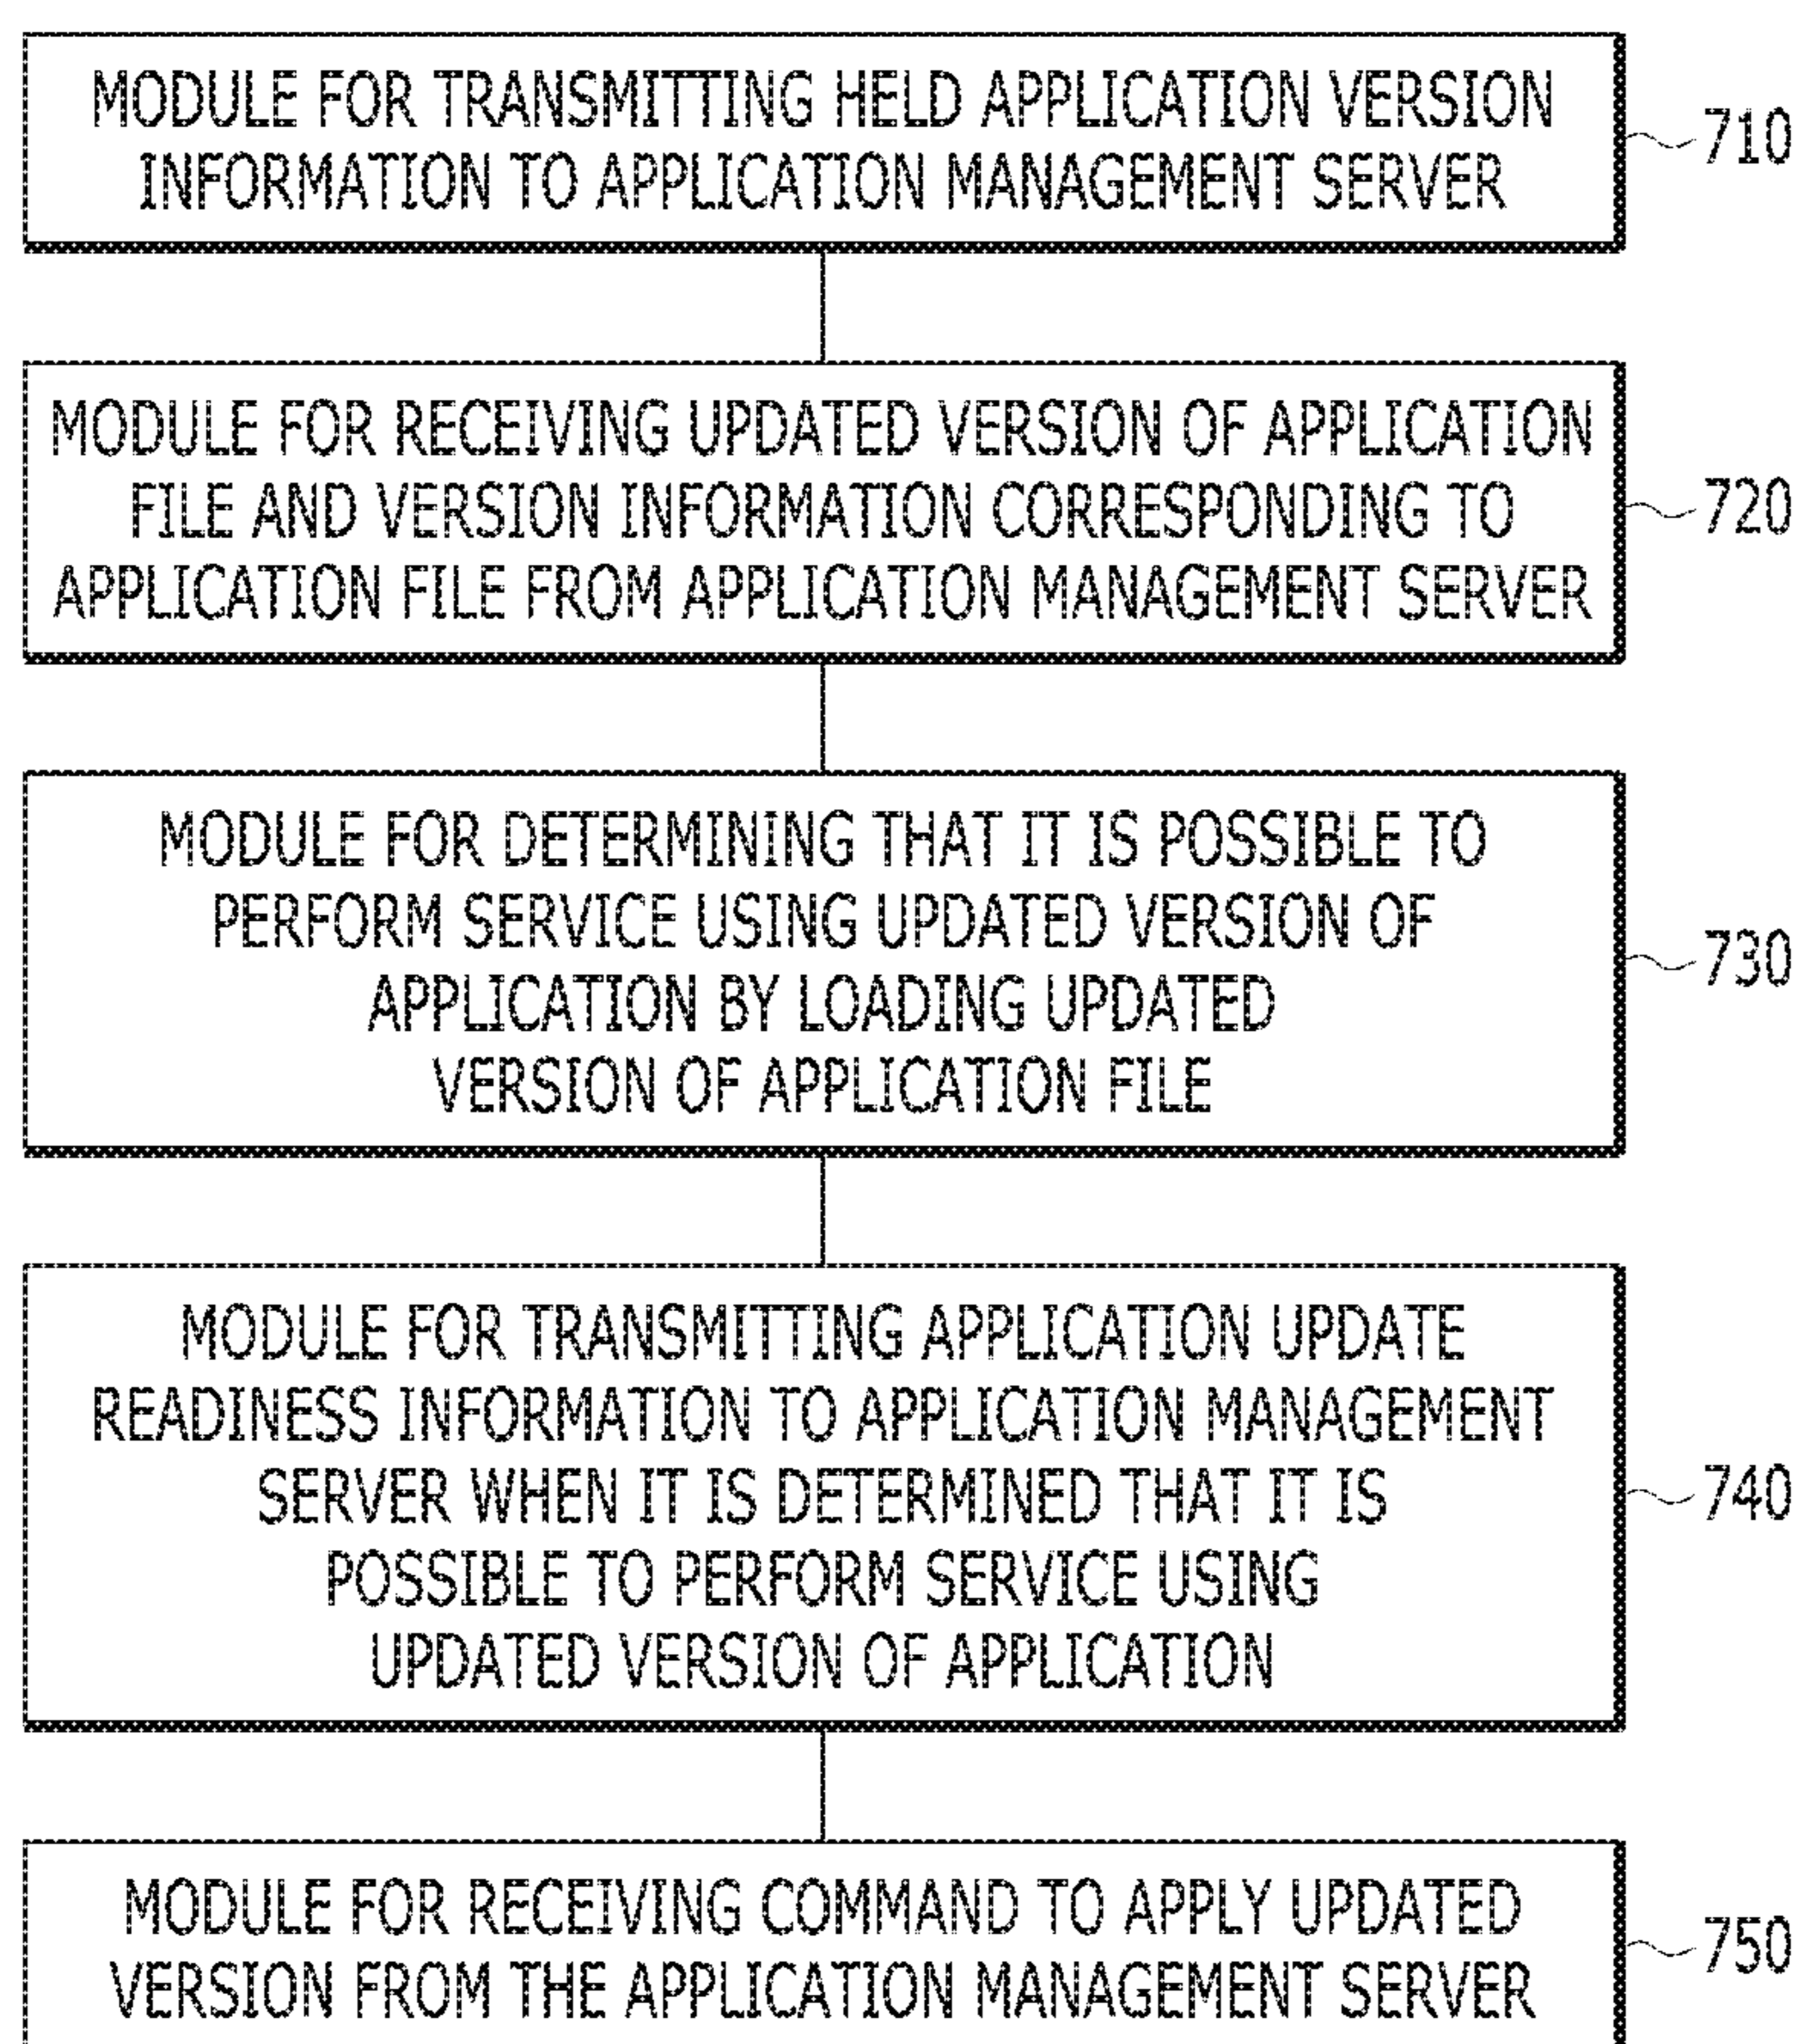 MODULE FOR TRANSMITTING HELD APPLICATION VERSION
INFORMATION TO APPLICATION MANAGEMENT SERVER
710
MODULE FOR RECEIVING UPDATED VERSION OF APPLICATION
FILE AND VERSION INFORMATION CORRESPONDING TO
APPLICATION FILE FROM APPLICATION MANAGEMENT SERVER
720
MODULE FOR DETERMINING THAT IT IS POSSIBLE TO
PERFORM SERVICE USING UPDATED VERSION OF
APPLICATION BY LOADING UPDATED
VERSION OF APPLICATION FILE
730
MODULE FOR TRANSMITTING APPLICATION UPDATE
READINESS INFORMATION TO APPLICATION MANAGEMENT
SERVER WHEN IT IS DETERMINED THAT IT IS
POSSIBLE TO PERFORM SERVICE USING
UPDATED VERSION OF APPLICATION
740
MODULE FOR RECEIVING COMMAND TO APPLY UPDATED
VERSION FROM THE APPLICATION MANAGEMENT SERVER
750